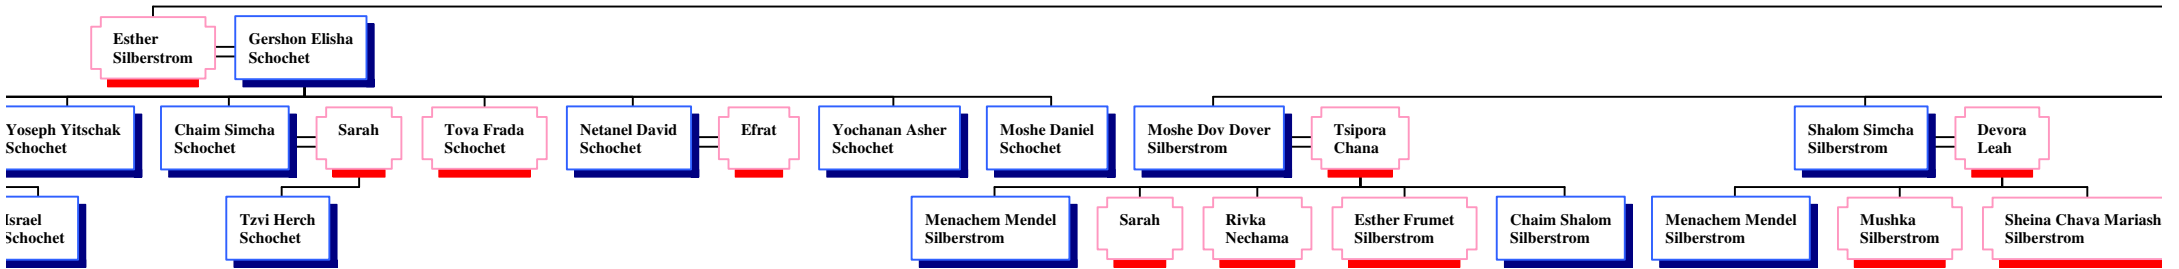 Esther
Silberstrom
Gershon Elisha
Schochet
Yoseph Yitschak
Schochet
Chaim Simcha
Schochet
Sarah
Tova Frada
Schochet
Netanel David
Schochet
Efrat
Yochanan Asher
Schochet
Moshe Daniel
Schochet
Moshe Dov Dover
Silberstrom
Tsipora
Chana
Shalom Simcha
Silberstrom
Devora
Leah
Israel
Schochet
Tzvi Herch
Schochet
Menachem Mendel
Silberstrom
Sarah
Rivka
Nechama
Esther Frumet
Silberstrom
Chaim Shalom
Silberstrom
Menachem Mendel
Silberstrom
Mushka
Silberstrom
Sheina Chava Mariash
Silberstrom